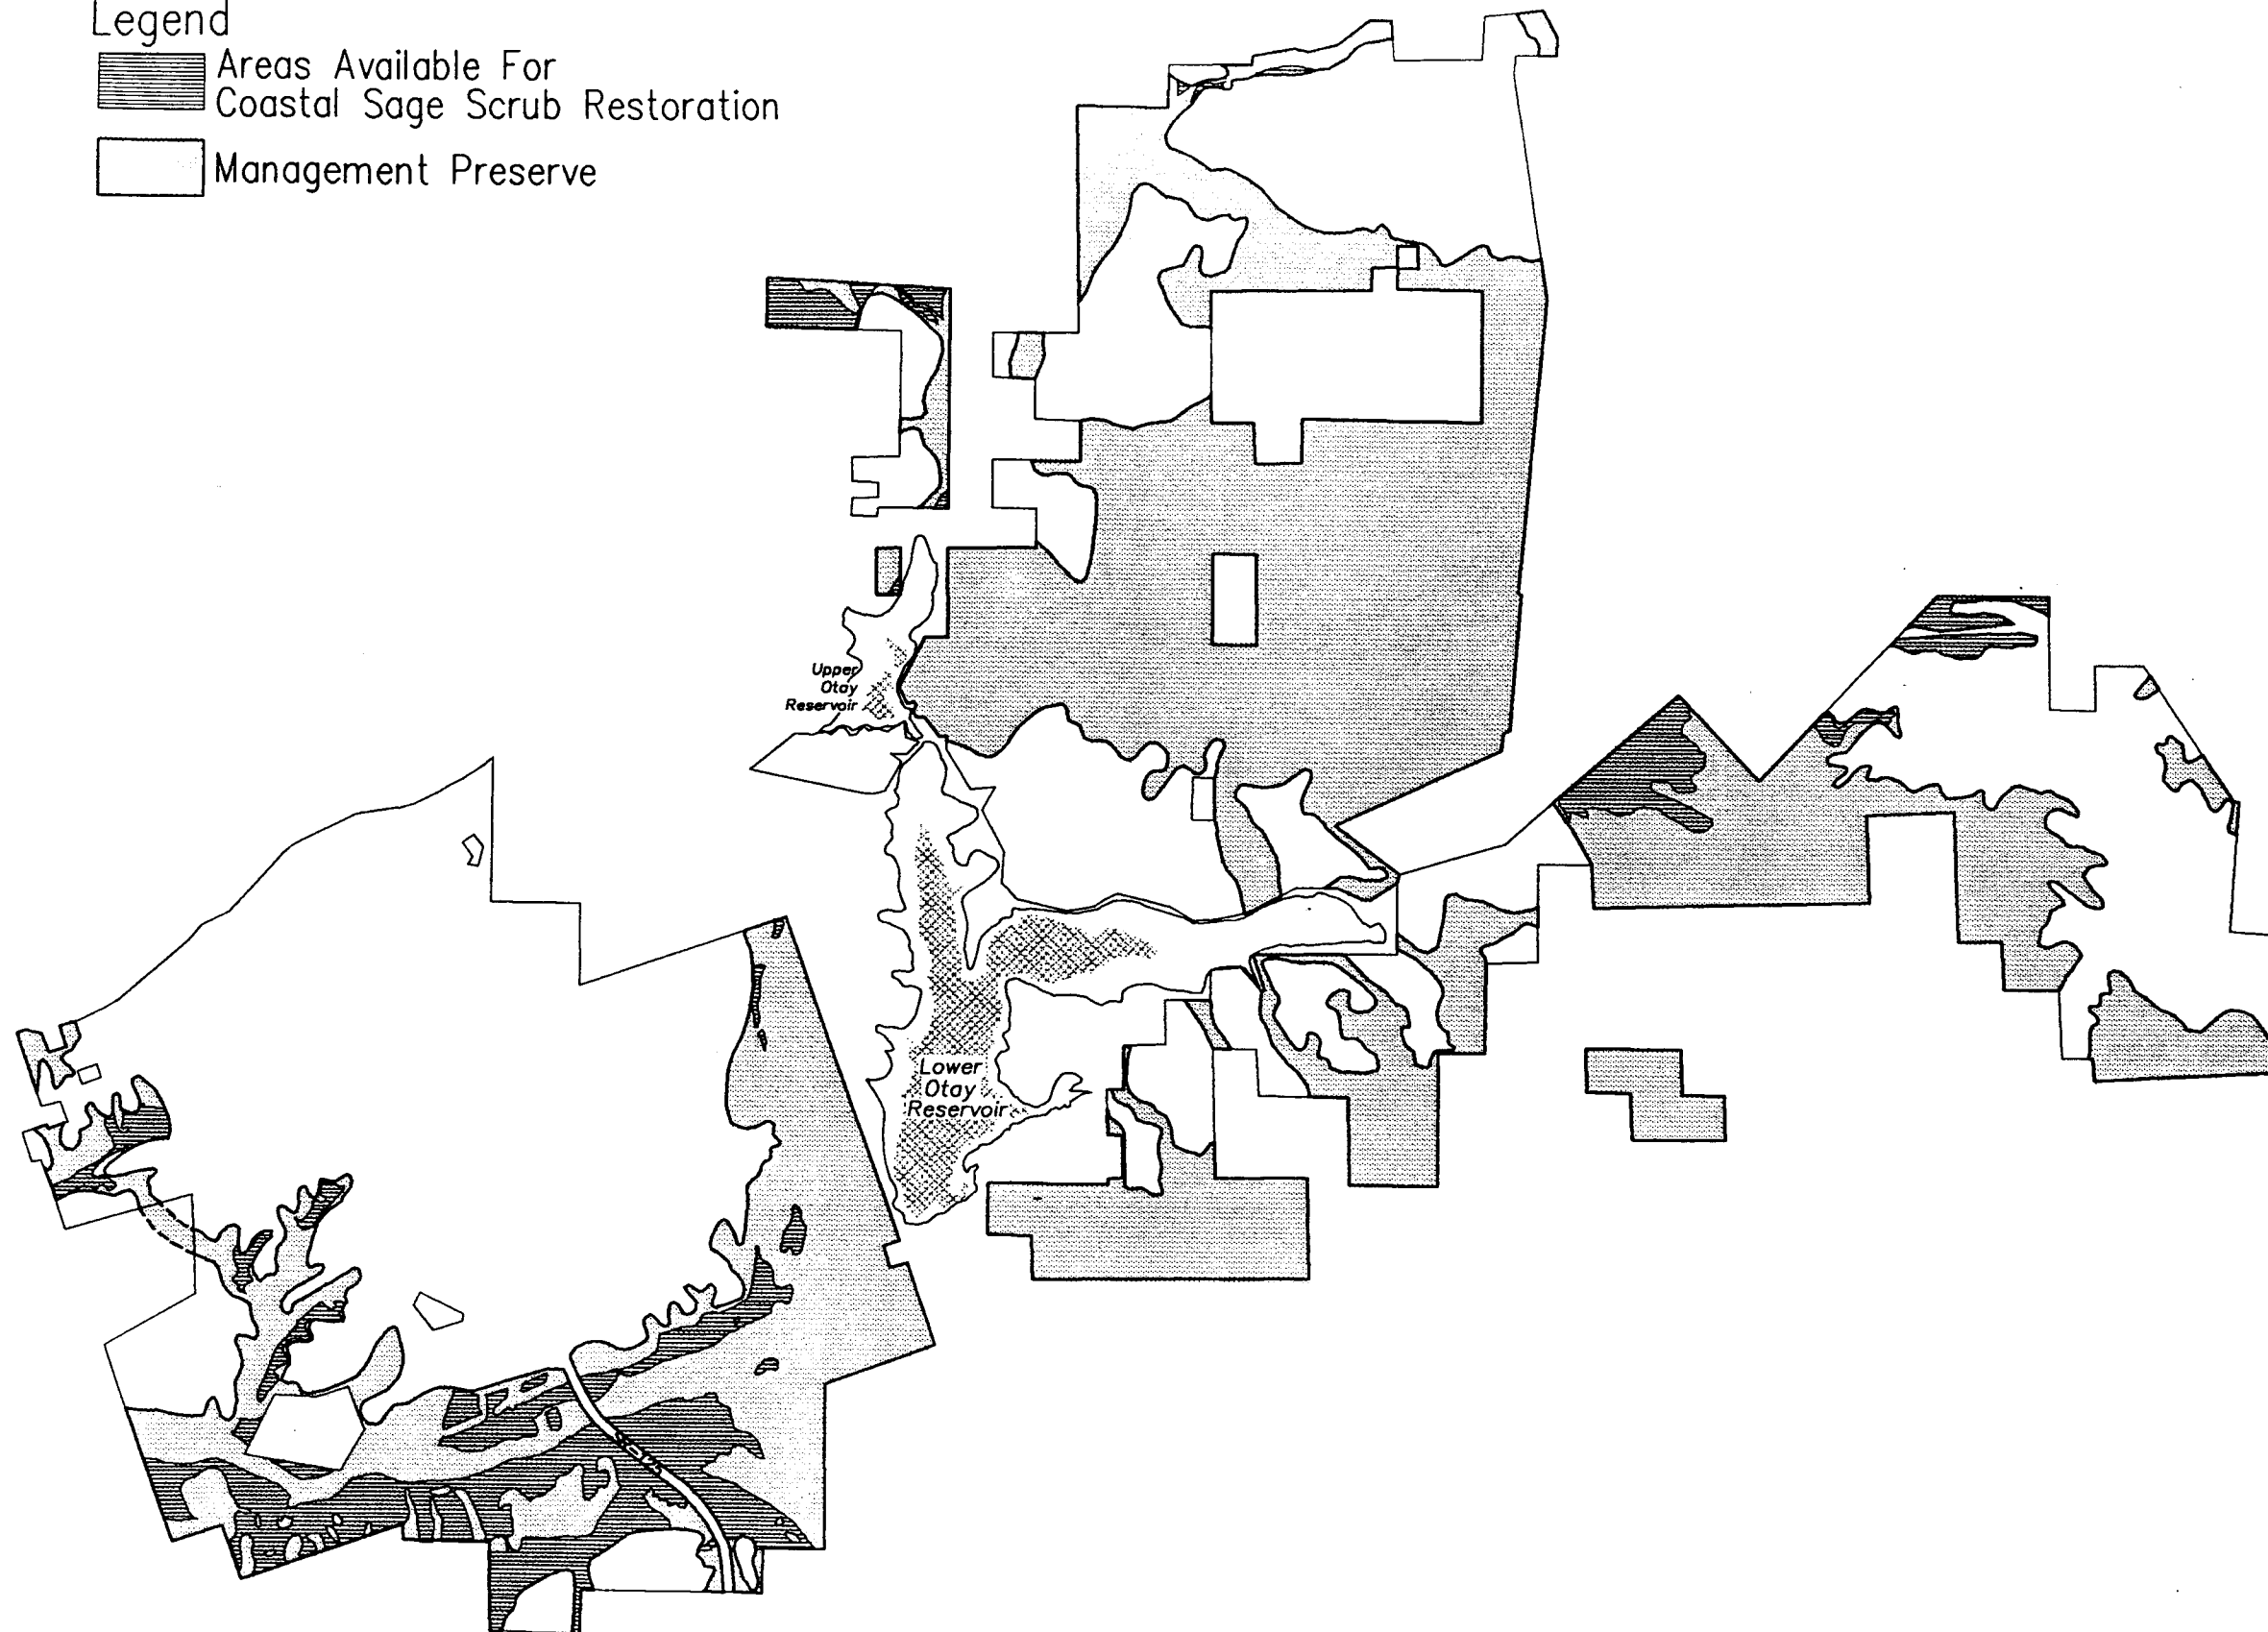 Legend
Areas Available For
Coastal Sage Scrub Restoration
Management Preserve
Upper
Otay
Reservoir
Lower
Otay
Reservoir